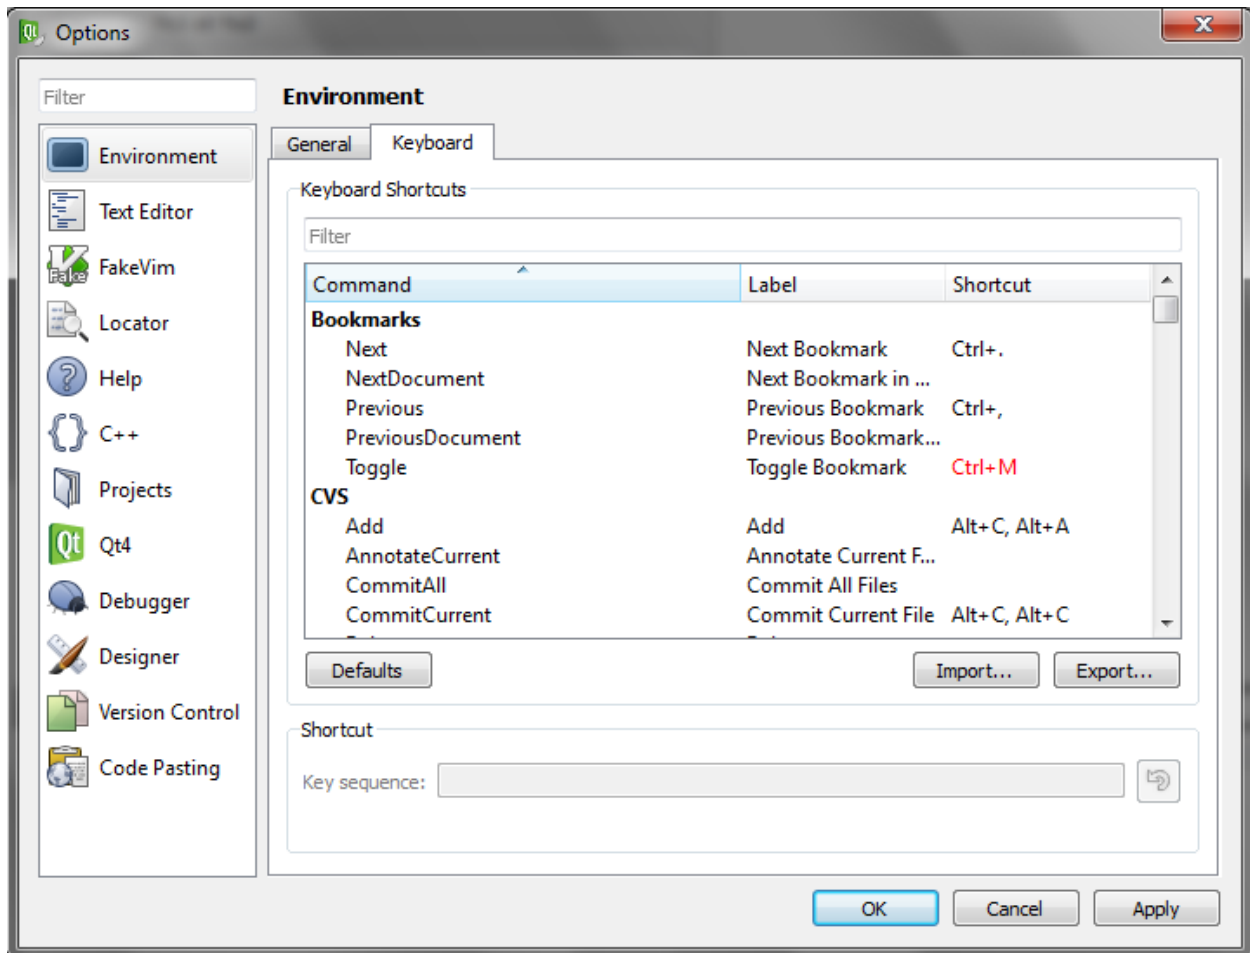 Options
Filter
Environment
Text Editor
FakeVim
Locator
Help
C++
Projects
Qt4
Debugger
Designer
Version Control
Code Pasting
Environment
General Keyboard
Keyboard Shortcuts
Filter
Command Label Shortcut
Bookmarks
Next Next Bookmark Ctrl+.
NextDocument Next Bookmark in ...
Previous Previous Bookmark Ctrl+,
PreviousDocument Previous Bookmark...
Toggle Toggle Bookmark Ctrl+M
CVS
Add Add Alt+C, Alt+A
AnnotateCurrent Annotate Current F...
CommitAll Commit All Files
CommitCurrent Commit Current File Alt+C, Alt+C
Defaults Import... Export...
Shortcut
Key sequence:
OK Cancel Apply